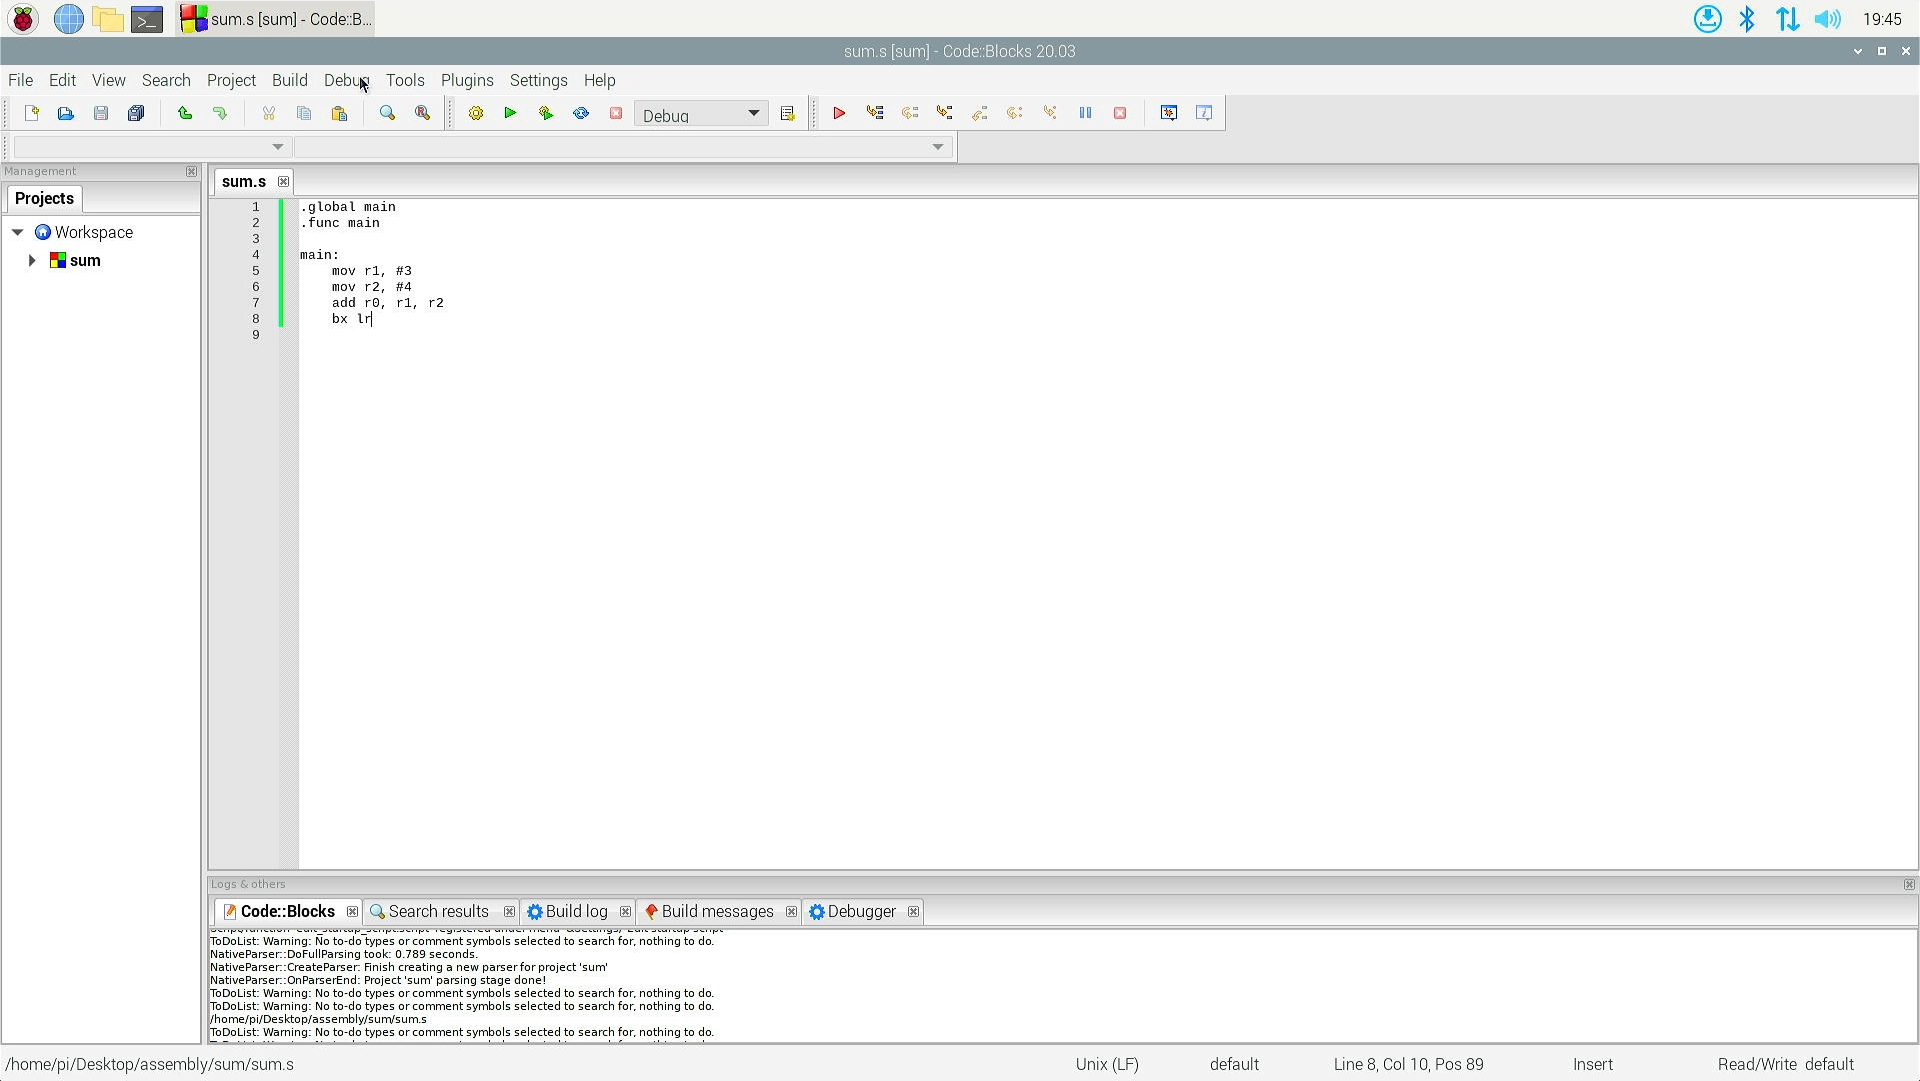 sum.s [sum] - Code::B...
19:45
sum.s [sum] - Code::Blocks 20.03
File Edit View Search Project Build Debug Tools Plugins Settings Help
Debug
Management
Projects
Workspace
sum
sum.s
1 .global main
2 .func main
3
4 main:
5 mov r1, #3
6 mov r2, #4
7 add r0, r1, r2
8 bx lr
9
Logs & others
Code::Blocks Search results Build log Build messages Debugger
ToDoList: Warning: No to-do types or comment symbols selected to search for, nothing to do.
NativeParser::DoFullParsing took: 0.789 seconds.
NativeParser::CreateParser: Finish creating a new parser for project 'sum'
NativeParser::OnParserEnd: Project 'sum' parsing stage done!
ToDoList: Warning: No to-do types or comment symbols selected to search for, nothing to do.
ToDoList: Warning: No to-do types or comment symbols selected to search for, nothing to do.
/home/pi/Desktop/assembly/sum/sum.s
ToDoList: Warning: No to-do types or comment symbols selected to search for, nothing to do.
/home/pi/Desktop/assembly/sum/sum.s Unix (LF) default Line 8, Col 10, Pos 89 Insert Read/Write default